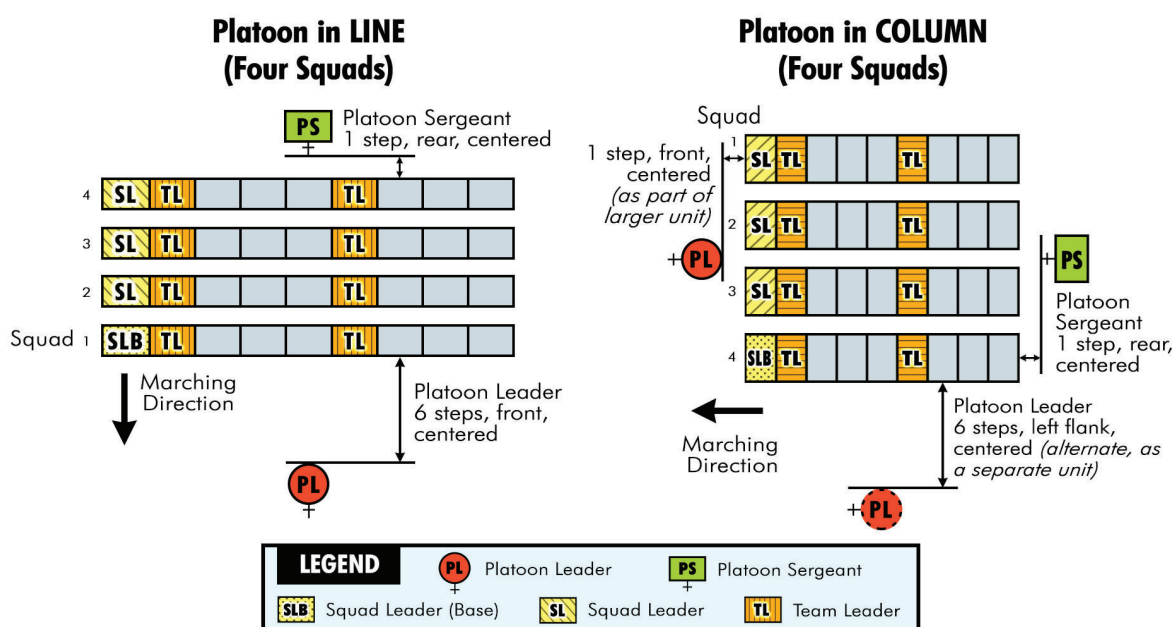 Platoon in LINE
(Four Squads)
PS
Platoon Sergeant
1 step, rear, centered
4 SL TL TL
3 SL TL TL
2 SL TL TL
Squad 1 SLB TL TL
Marching
Direction
Platoon Leader
6 steps, front,
centered
PL
Platoon in COLUMN
(Four Squads)
Squad
1 step, front,
centered
(as part of
larger unit)
PL
1 SL TL TL
2 SL TL TL
3 SL TL TL
4 SLB TL TL
PS
Platoon
Sergeant
1 step, rear,
centered
Marching
Direction
Platoon Leader
6 steps, left flank,
centered (alternate, as
a separate unit)
PL
LEGEND
PL Platoon Leader
PS Platoon Sergeant
SLB Squad Leader (Base)
SL Squad Leader
TL Team Leader